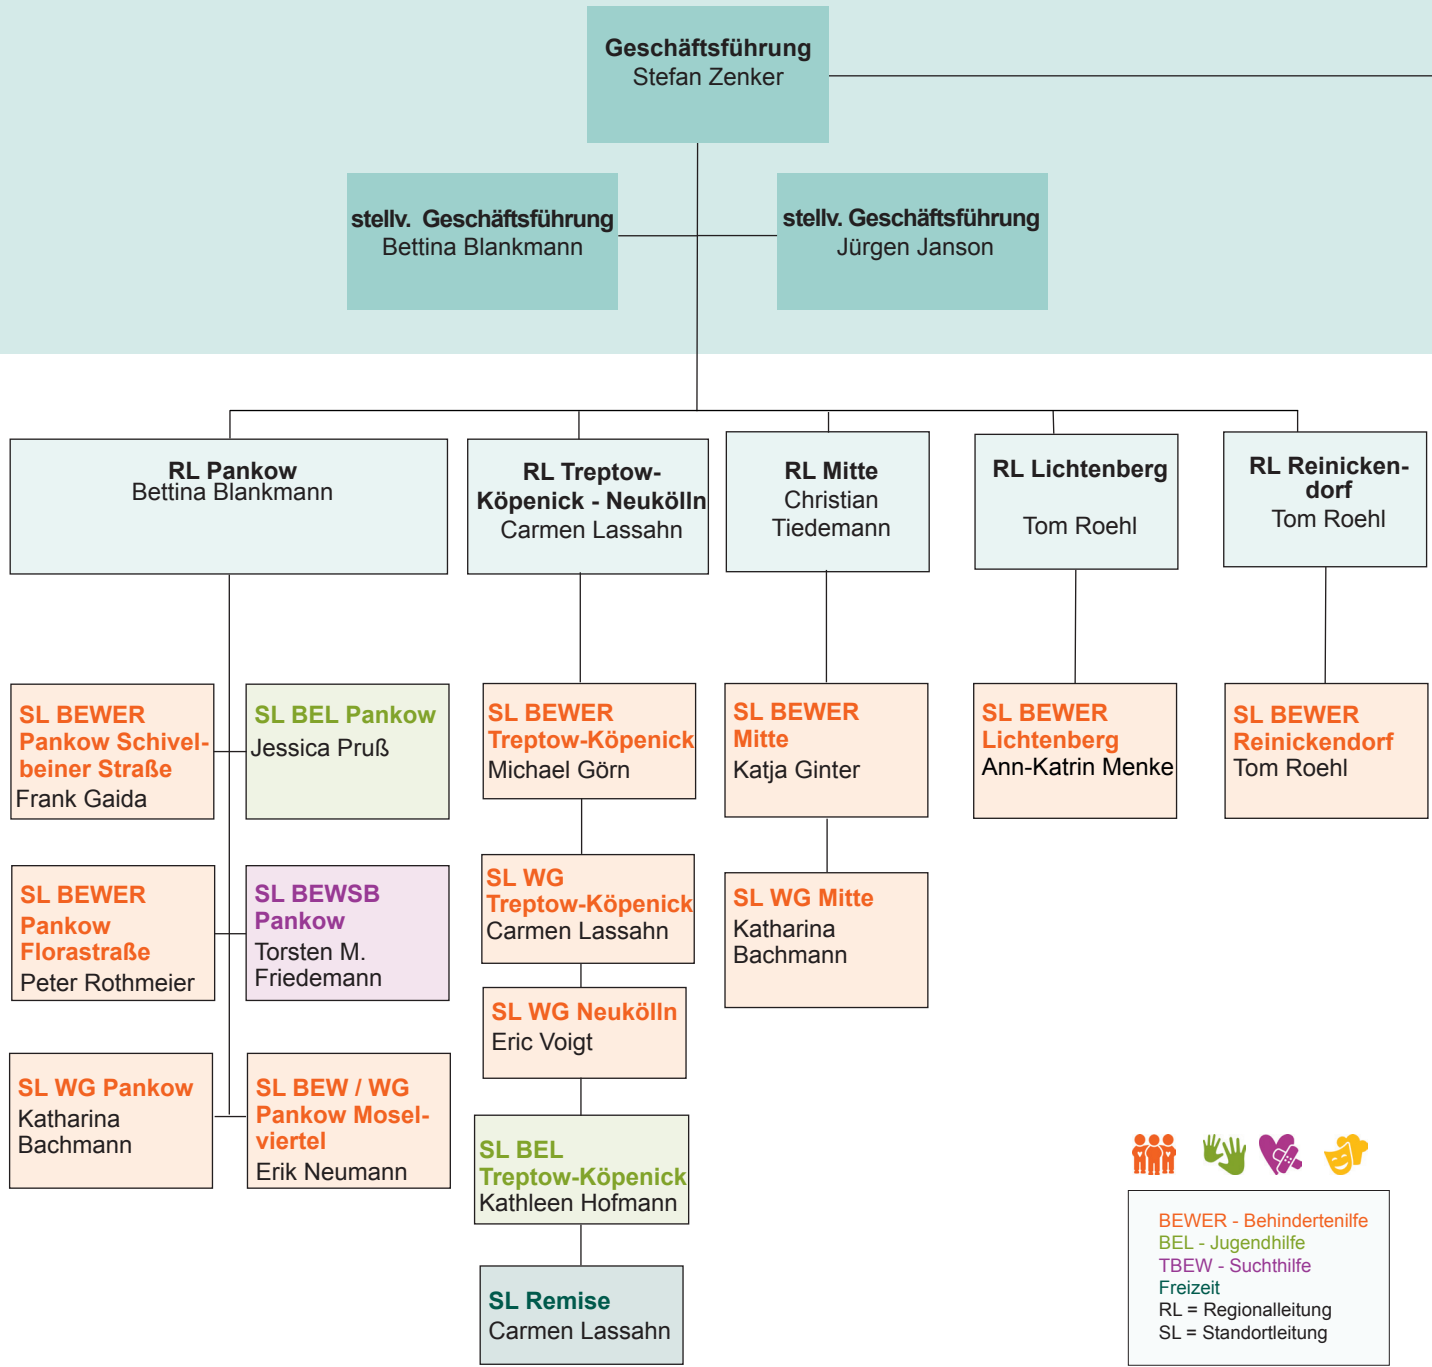 Geschäftsführung
Stefan Zenker
stellv. Geschäftsführung
Bettina Blankmann
stellv. Geschäftsführung
Jürgen Janson
RL Pankow
Bettina Blankmann
RL Treptow-
Köpenick - Neukölln
Carmen Lassahn
RL Mitte
Christian
Tiedemann
RL Lichtenberg
Tom Roehl
RL Reinicken-
dorf
Tom Roehl
SL BEWER
Pankow Schivel-
beiner Straße
Frank Gaida
SL BEL Pankow
Jessica Pruß
SL BEWER
Pankow
Florastraße
Peter Rothmeier
SL BEWSB
Pankow
Torsten M.
Friedemann
SL WG Pankow
Katharina
Bachmann
SL BEW / WG
Pankow Mosel-
viertel
Erik Neumann
SL BEWER
Treptow-Köpenick
Michael Görn
SL WG
Treptow-Köpenick
Carmen Lassahn
SL WG Neukölln
Eric Voigt
SL BEL
Treptow-Köpenick
Kathleen Hofmann
SL Remise
Carmen Lassahn
SL BEWER
Mitte
Katja Ginter
SL WG Mitte
Katharina
Bachmann
SL BEWER
Lichtenberg
Ann-Katrin Menke
SL BEWER
Reinickendorf
Tom Roehl
BEWER - Behindertenilfe
BEL - Jugendhilfe
TBEW - Suchthilfe
Freizeit
RL = Regionalleitung
SL = Standortleitung